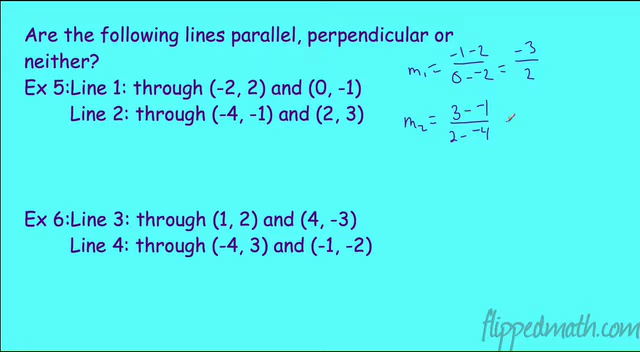 Are the following lines parallel, perpendicular or
neither?
Ex 5:Line 1: through (-2, 2) and (0, -1)
Line 2: through (-4, -1) and (2, 3)
m₁ = (-1 - 2)/(0 - -2) = -3/2
m₂ = (3 - -1)/(2 - -4)
Ex 6:Line 3: through (1, 2) and (4, -3)
Line 4: through (-4, 3) and (-1, -2)
flippedmath.com